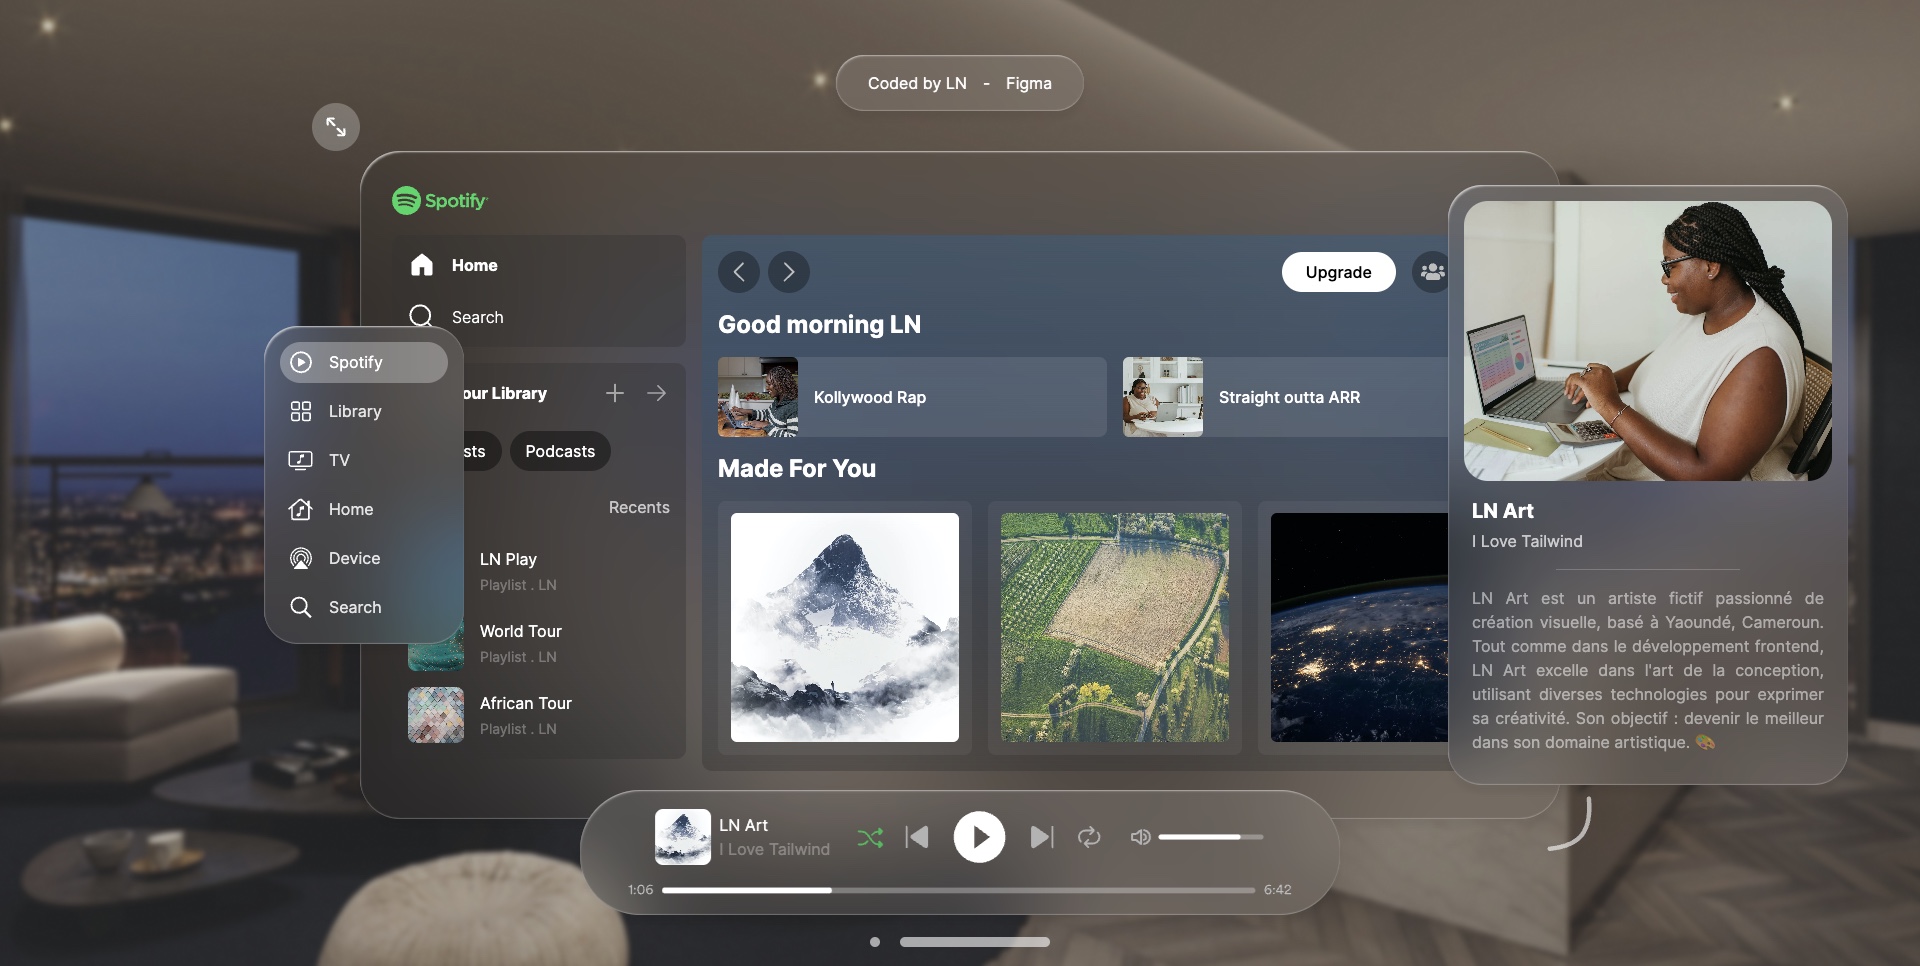 Coded by LN - Figma
Spotify
Home
Search
Spotify
Library
TV
Home
Device
Search
our Library
sts
Podcasts
Recents
LN Play
Playlist . LN
World Tour
Playlist . LN
African Tour
Playlist . LN
Upgrade
Good morning LN
Kollywood Rap
Straight outta ARR
Made For You
LN Art
I Love Tailwind
LN Art est un artiste fictif passionné de
création visuelle, basé à Yaoundé, Cameroun.
Tout comme dans le développement frontend,
LN Art excelle dans l'art de la conception,
utilisant diverses technologies pour exprimer
sa créativité. Son objectif : devenir le meilleur
dans son domaine artistique. 🎨
LN Art
I Love Tailwind
1:06
6:42